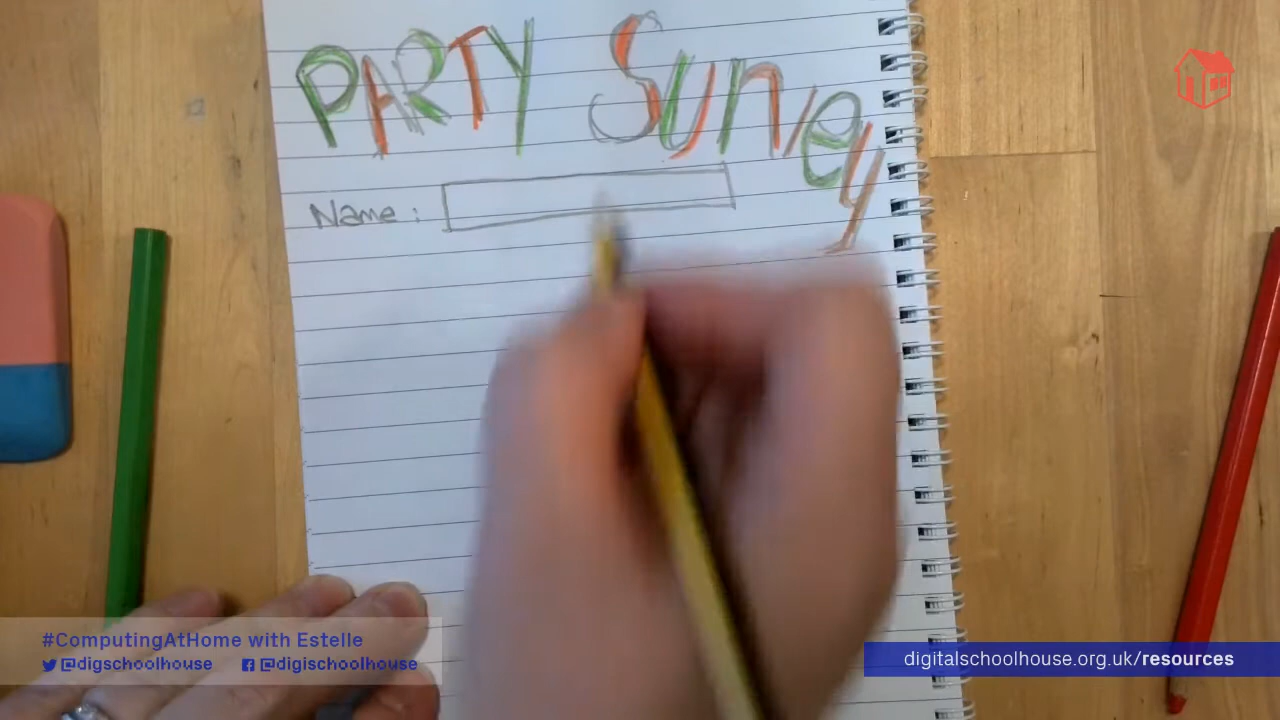 PARTY Survey
Name :
#ComputingAtHome with Estelle
@digschoolhouse @digischoolhouse
digitalschoolhouse.org.uk/resources